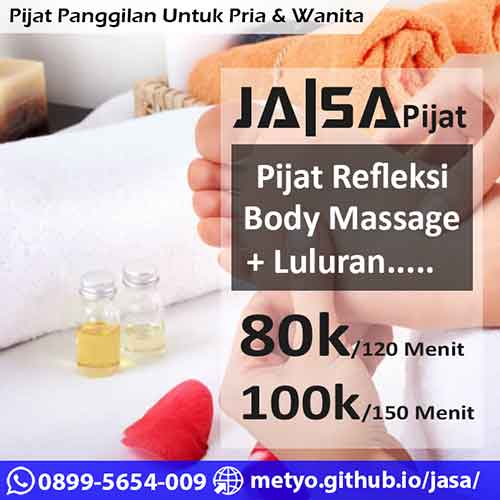 Pijat Panggilan Untuk Pria & Wanita
JA|SA Pijat
Pijat Refleksi
Body Massage
+ Luluran.....
80k/120 Menit
100k/150 Menit
0899-5654-009 metyo.github.io/jasa/